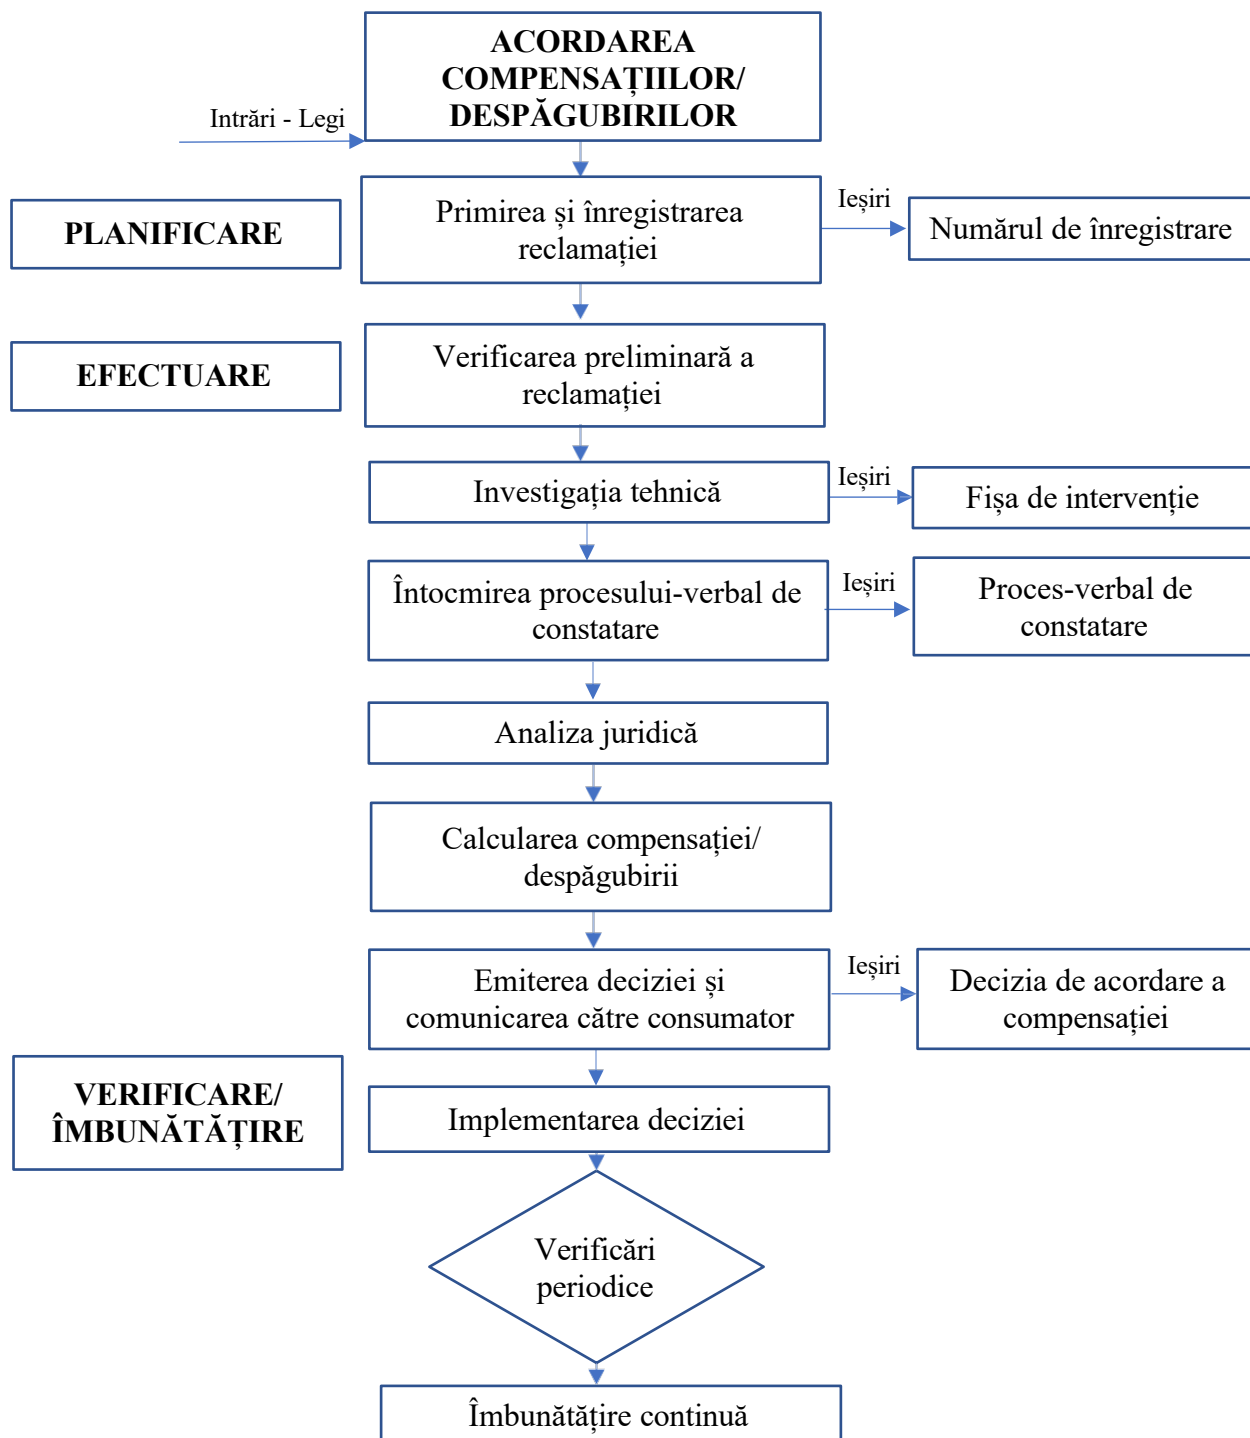 ACORDAREA
COMPENSAȚIILOR/
DESPĂGUBIRILOR
Intrări - Legi
PLANIFICARE
Primirea și înregistrarea
reclamației
Ieșiri
Numărul de înregistrare
EFECTUARE
Verificarea preliminară a
reclamației
Investigația tehnică
Ieșiri
Fișa de intervenție
Întocmirea procesului-verbal de
constatare
Ieșiri
Proces-verbal de
constatare
Analiza juridică
Calcularea compensației/
despăgubirii
Emiterea deciziei și
comunicarea către consumator
Ieșiri
Decizia de acordare a
compensației
VERIFICARE/
ÎMBUNĂTĂȚIRE
Implementarea deciziei
Verificări
periodice
Îmbunătățire continuă